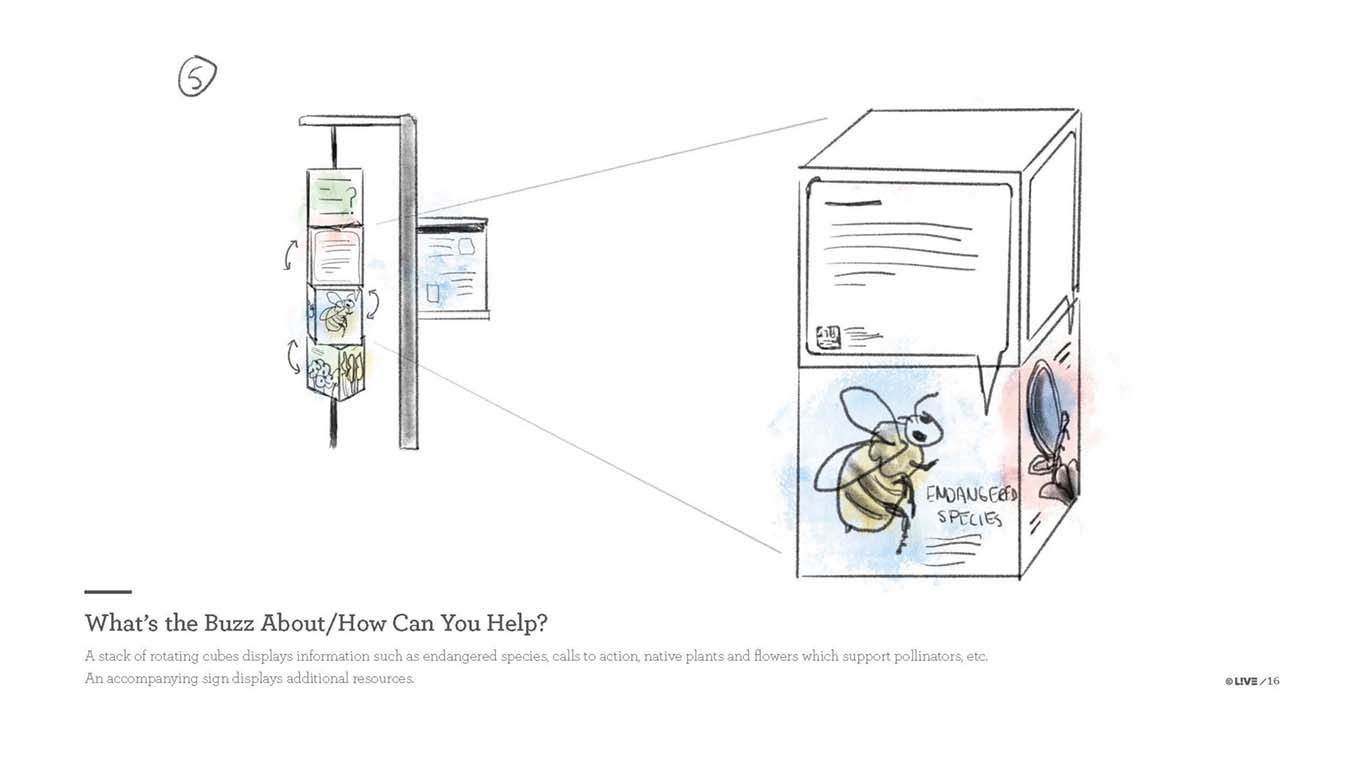 5
?
ENDANGERED
SPECIES
What's the Buzz About/How Can You Help?
A stack of rotating cubes displays information such as endangered species, calls to action, native plants and flowers which support pollinators, etc.
An accompanying sign displays additional resources.
LIVE /16